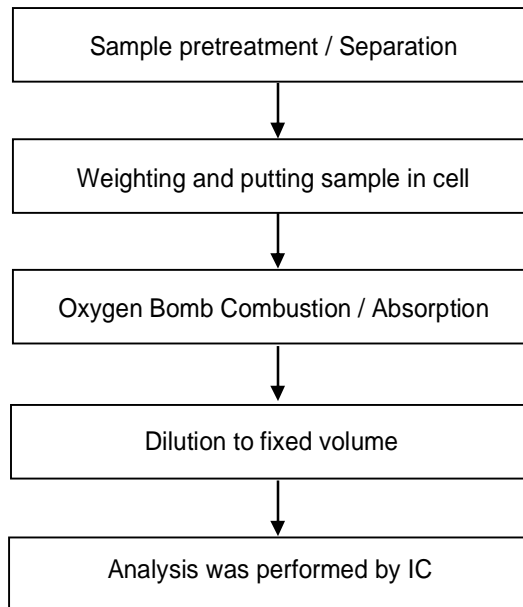 Sample pretreatment / Separation
Weighting and putting sample in cell
Oxygen Bomb Combustion / Absorption
Dilution to fixed volume
Analysis was performed by IC